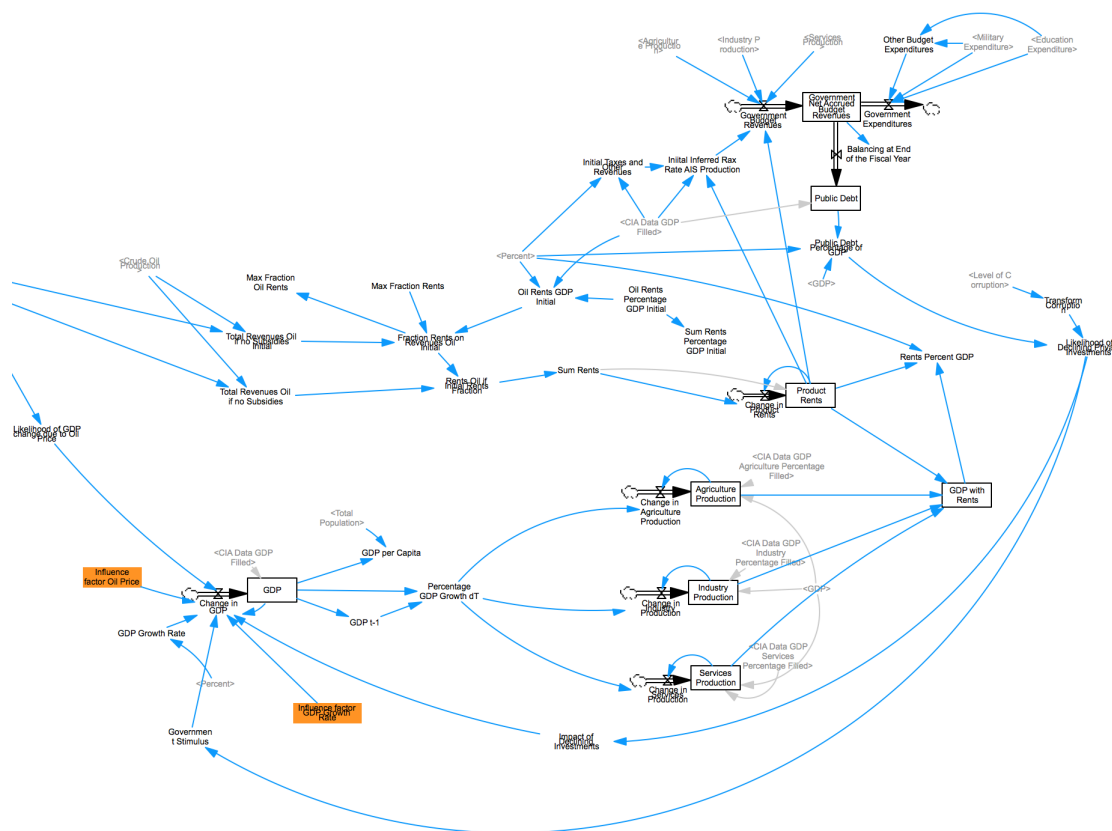 <Agricultur
e Productio
n>
<Industry P
roduction>
<Services
Production
>
Other Budget
Expenditures
<Military
Expenditure>
<Education
Expenditure>
Government
Budget
Revenues
Government
Net Accrued
Budget
Revenues
Government
Expenditures
Balancing at End
of the Fiscal Year
Initial Taxes and
Other
Revenues
Iniital Inferred Rax
Rate AIS Production
Public Debt
<CIA Data GDP
Filled>
Public Debt
Percentage of
GDP
<Percent>
<GDP>
<Crude Oil
Production
>
Max Fraction
Oil Rents
Max Fraction Rents
Oil Rents GDP
Initial
Oil Rents
Percentage
GDP Initial
<Level of C
orruption>
Transform
Corruptio
n
Total Revenues Oil
if no Subsidies
Initial
Fraction Rents on
Revenues Oil
Initial
Sum Rents
Percentage
GDP Initial
Rents Percent GDP
Likelihood of
Declining Priva
Investments
Total Revenues Oil
if no Subsidies
Rents Oil if
Initial Rents
Fraction
Sum Rents
Change in
Product
Rents
Product
Rents
Likelihood of GDP
change due to Oil
Price
<CIA Data GDP
Agriculture Percentage
Filled>
Change in
Agriculture Production
Agriculture
Production
GDP with
Rents
<Total
Population>
GDP per Capita
<CIA Data GDP
Filled>
<CIA Data GDP
Industry
Percentage Filled>
Influence
factor Oil Price
Change in
GDP
GDP
Percentage
GDP Growth dT
Change in
Industry
Production
Industry
Production
<GDP>
GDP t-1
GDP Growth Rate
<CIA Data GDP
Services
Percentage Filled>
<Percent>
Change in
Services
Production
Services
Production
Influence factor
GDP Growth
Rate
Governmen
t Stimulus
Impact of
Declining
Investments